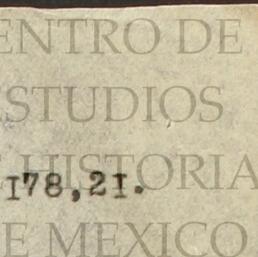 ENTRO DE
STUDIOS
178,21.
E HISTORIA
E MEXICO